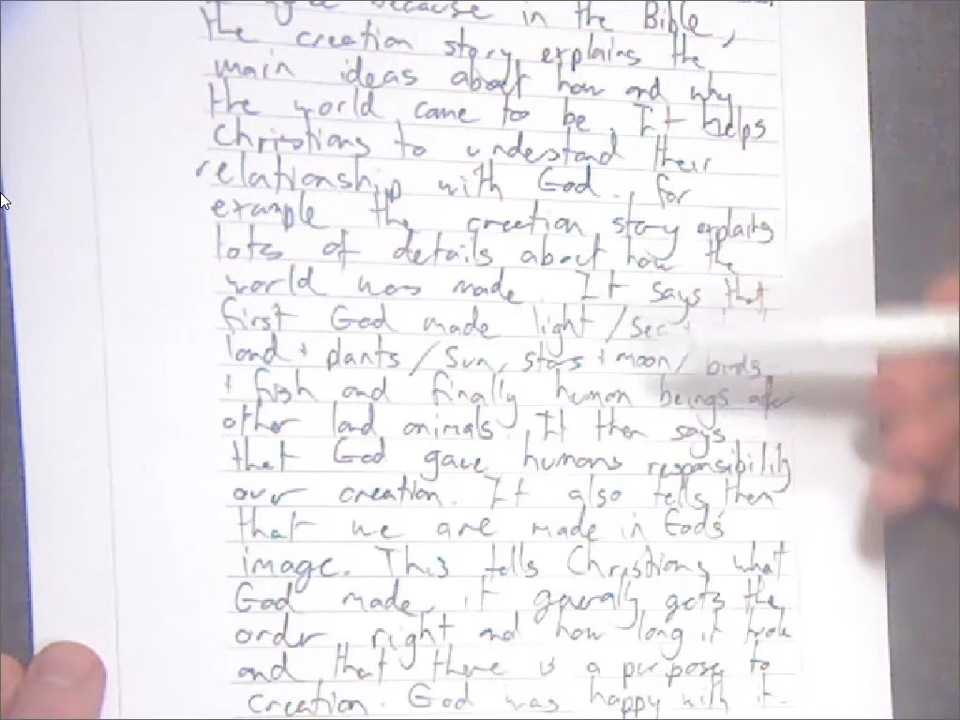 because in the Bible,
the creation story explains the
main ideas about how and why
the world came to be. It helps
Christians to understand their
relationship with God. for
example the creation story explains
lots of details about how the
world was made. It says that
first God made light /
land + plants / Sun, stars + moon/ birds
+ fish and finally human beings after
other land animals. It then says
that God gave humans responsibility
over creation. It also tells them
that we are made in God's
image. This tells Christians what
God made, it generally gets the
order right and how long it took
and that there is a purpose to
creation. God was happy with it.